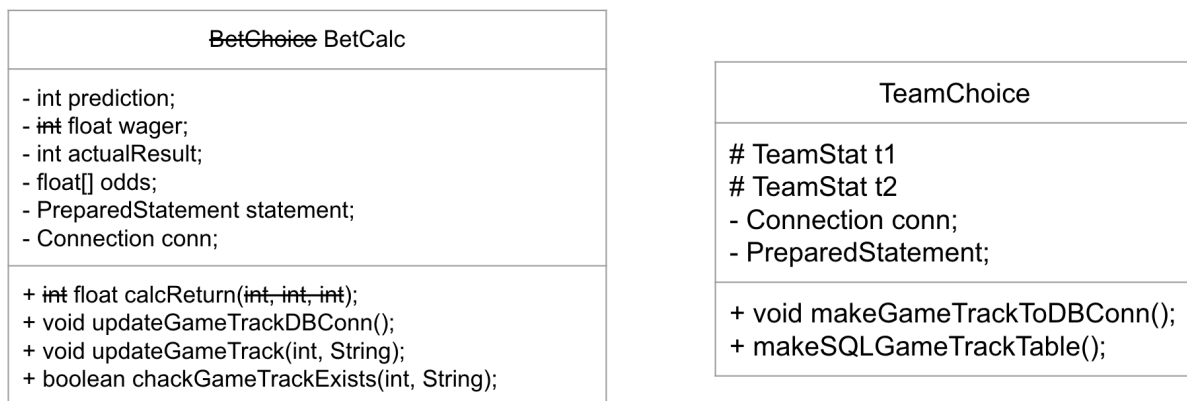 BetChoice BetCalc
- int prediction;
- int float wager;
- int actualResult;
- float[] odds;
- PreparedStatement statement;
- Connection conn;
+ int float calcReturn(int, int, int);
+ void updateGameTrackDBConn();
+ void updateGameTrack(int, String);
+ boolean chackGameTrackExists(int, String);
TeamChoice
# TeamStat t1
# TeamStat t2
- Connection conn;
- PreparedStatement;
+ void makeGameTrackToDBConn();
+ makeSQLGameTrackTable();